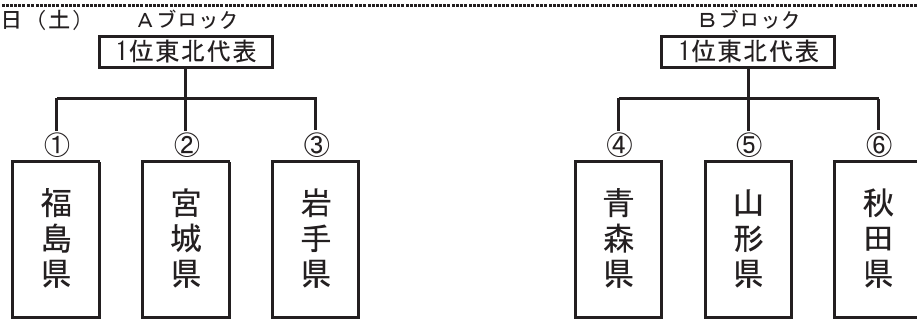 日（土）
Aブロック
Bブロック
1位東北代表
1位東北代表
①
②
③
④
⑤
⑥
福島県
宮城県
岩手県
青森県
山形県
秋田県